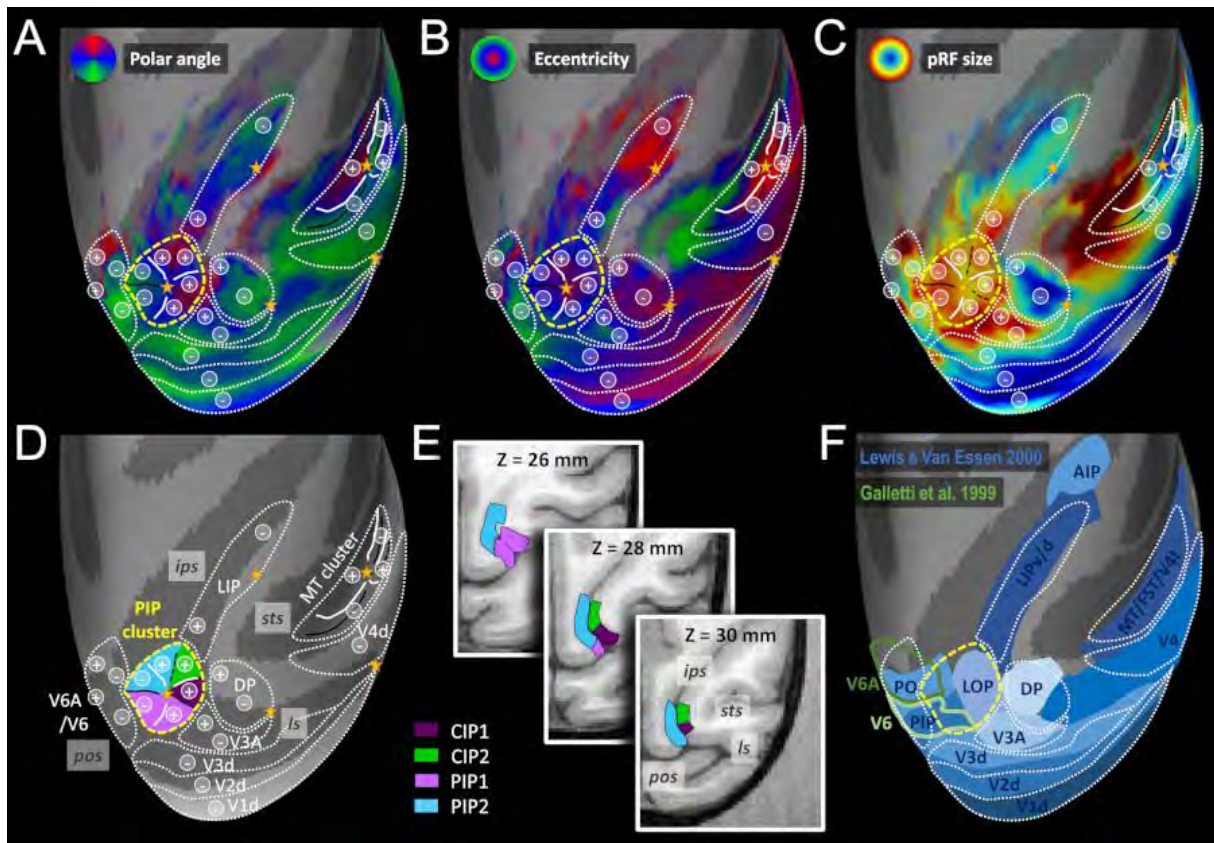 A
Polar angle
B
Eccentricity
C
pRF size
D
ips
LIP
MT cluster
sts
PIP
cluster
V4d
V6A
/V6
DP
ls
pos
V3A
V3d
V2d
V1d
E
Z = 26 mm
Z = 28 mm
Z = 30 mm
ips
sts
ls
pos
CIP1
CIP2
PIP1
PIP2
F
Lewis & Van Essen 2000
Galletti et al. 1999
AIP
LIPv/d
MT/FST/V4t
V4
V6A
PO
LOP
DP
V6
PIP
V3A
V3d
V2d
V1d